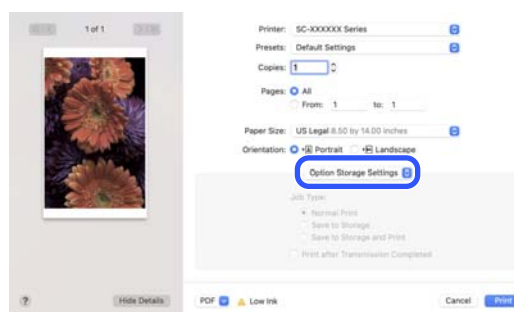 1 of 1
Printer: SC-XXXXXX Series
Presets: Default Settings
Copies: 1
Pages: All
From: 1 to: 1
Paper Size: US Legal 8.50 by 14.00 inches
Orientation: Portrait Landscape
Option Storage Settings
Job Type:
Normal Print
Save to Storage
Save to Storage and Print
Print after Transmission Completed
? Hide Details PDF Low Ink Cancel Print